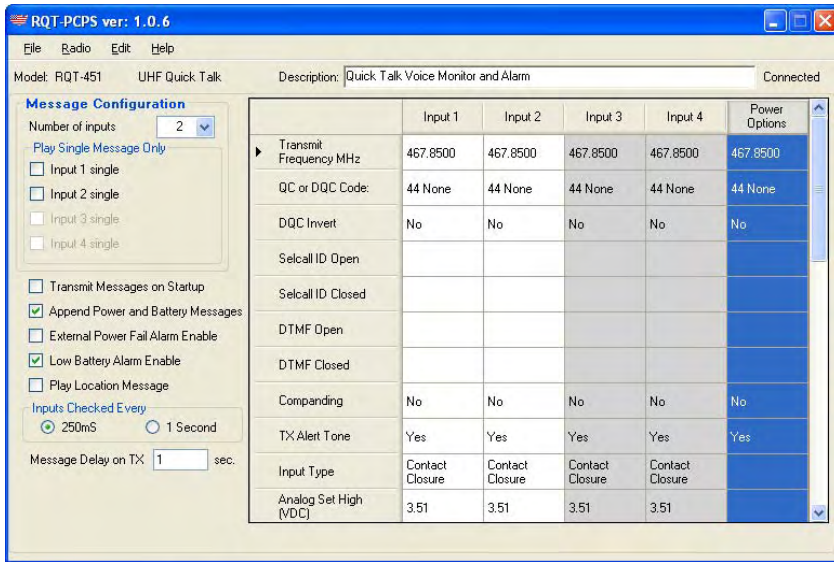 RQT-PCPS ver: 1.0.6
File Radio Edit Help
Model: RQT-451 UHF Quick Talk Description: Quick Talk Voice Monitor and Alarm Connected
Message Configuration
Number of inputs 2
Play Single Message Only
Input 1 single
Input 2 single
Input 3 single
Input 4 single
Transmit Messages on Startup
Append Power and Battery Messages
External Power Fail Alarm Enable
Low Battery Alarm Enable
Play Location Message
Inputs Checked Every
250mS 1 Second
Message Delay on TX 1 sec.
Input 1 Input 2 Input 3 Input 4 Power Options
Transmit Frequency MHz 467.8500 467.8500 467.8500 467.8500 467.8500
QC or DQC Code: 44 None 44 None 44 None 44 None 44 None
DQC Invert No No No No No
Selcall ID Open
Selcall ID Closed
DTMF Open
DTMF Closed
Companding No No No No No
TX Alert Tone Yes Yes Yes Yes Yes
Input Type Contact Closure Contact Closure Contact Closure Contact Closure
Analog Set High (VDC) 3.51 3.51 3.51 3.51